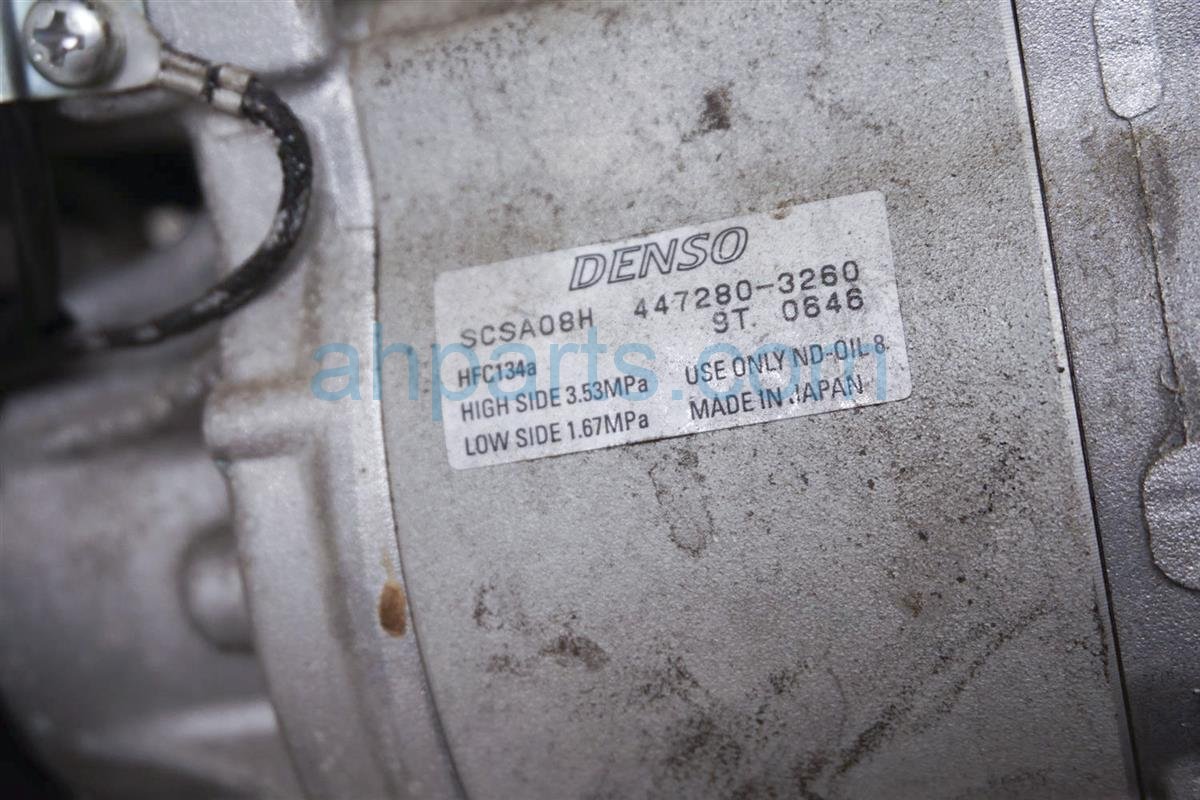 DENSO
SCSA08H 447280-3260
9T. 0646
HFC134a USE ONLY ND-OIL 8.
HIGH SIDE 3.53MPa MADE IN JAPAN
LOW SIDE 1.67MPa
ahparts.com